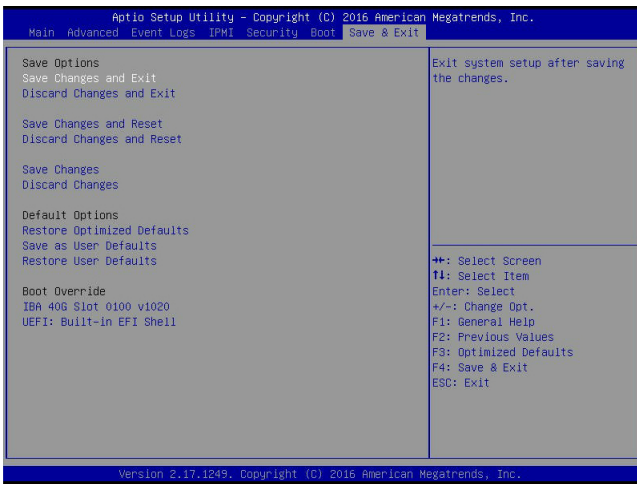 Aptio Setup Utility – Copyright (C) 2016 American Megatrends, Inc.
Main Advanced Event Logs IPMI Security Boot Save & Exit
Save Options
Save Changes and Exit
Discard Changes and Exit
Save Changes and Reset
Discard Changes and Reset
Save Changes
Discard Changes
Default Options
Restore Optimized Defaults
Save as User Defaults
Restore User Defaults
Boot Override
IBA 40G Slot 0100 v1020
UEFI: Built-in EFI Shell
Exit system setup after saving
the changes.
→←: Select Screen
↑↓: Select Item
Enter: Select
+/-: Change Opt.
F1: General Help
F2: Previous Values
F3: Optimized Defaults
F4: Save & Exit
ESC: Exit
Version 2.17.1249. Copyright (C) 2016 American Megatrends, Inc.